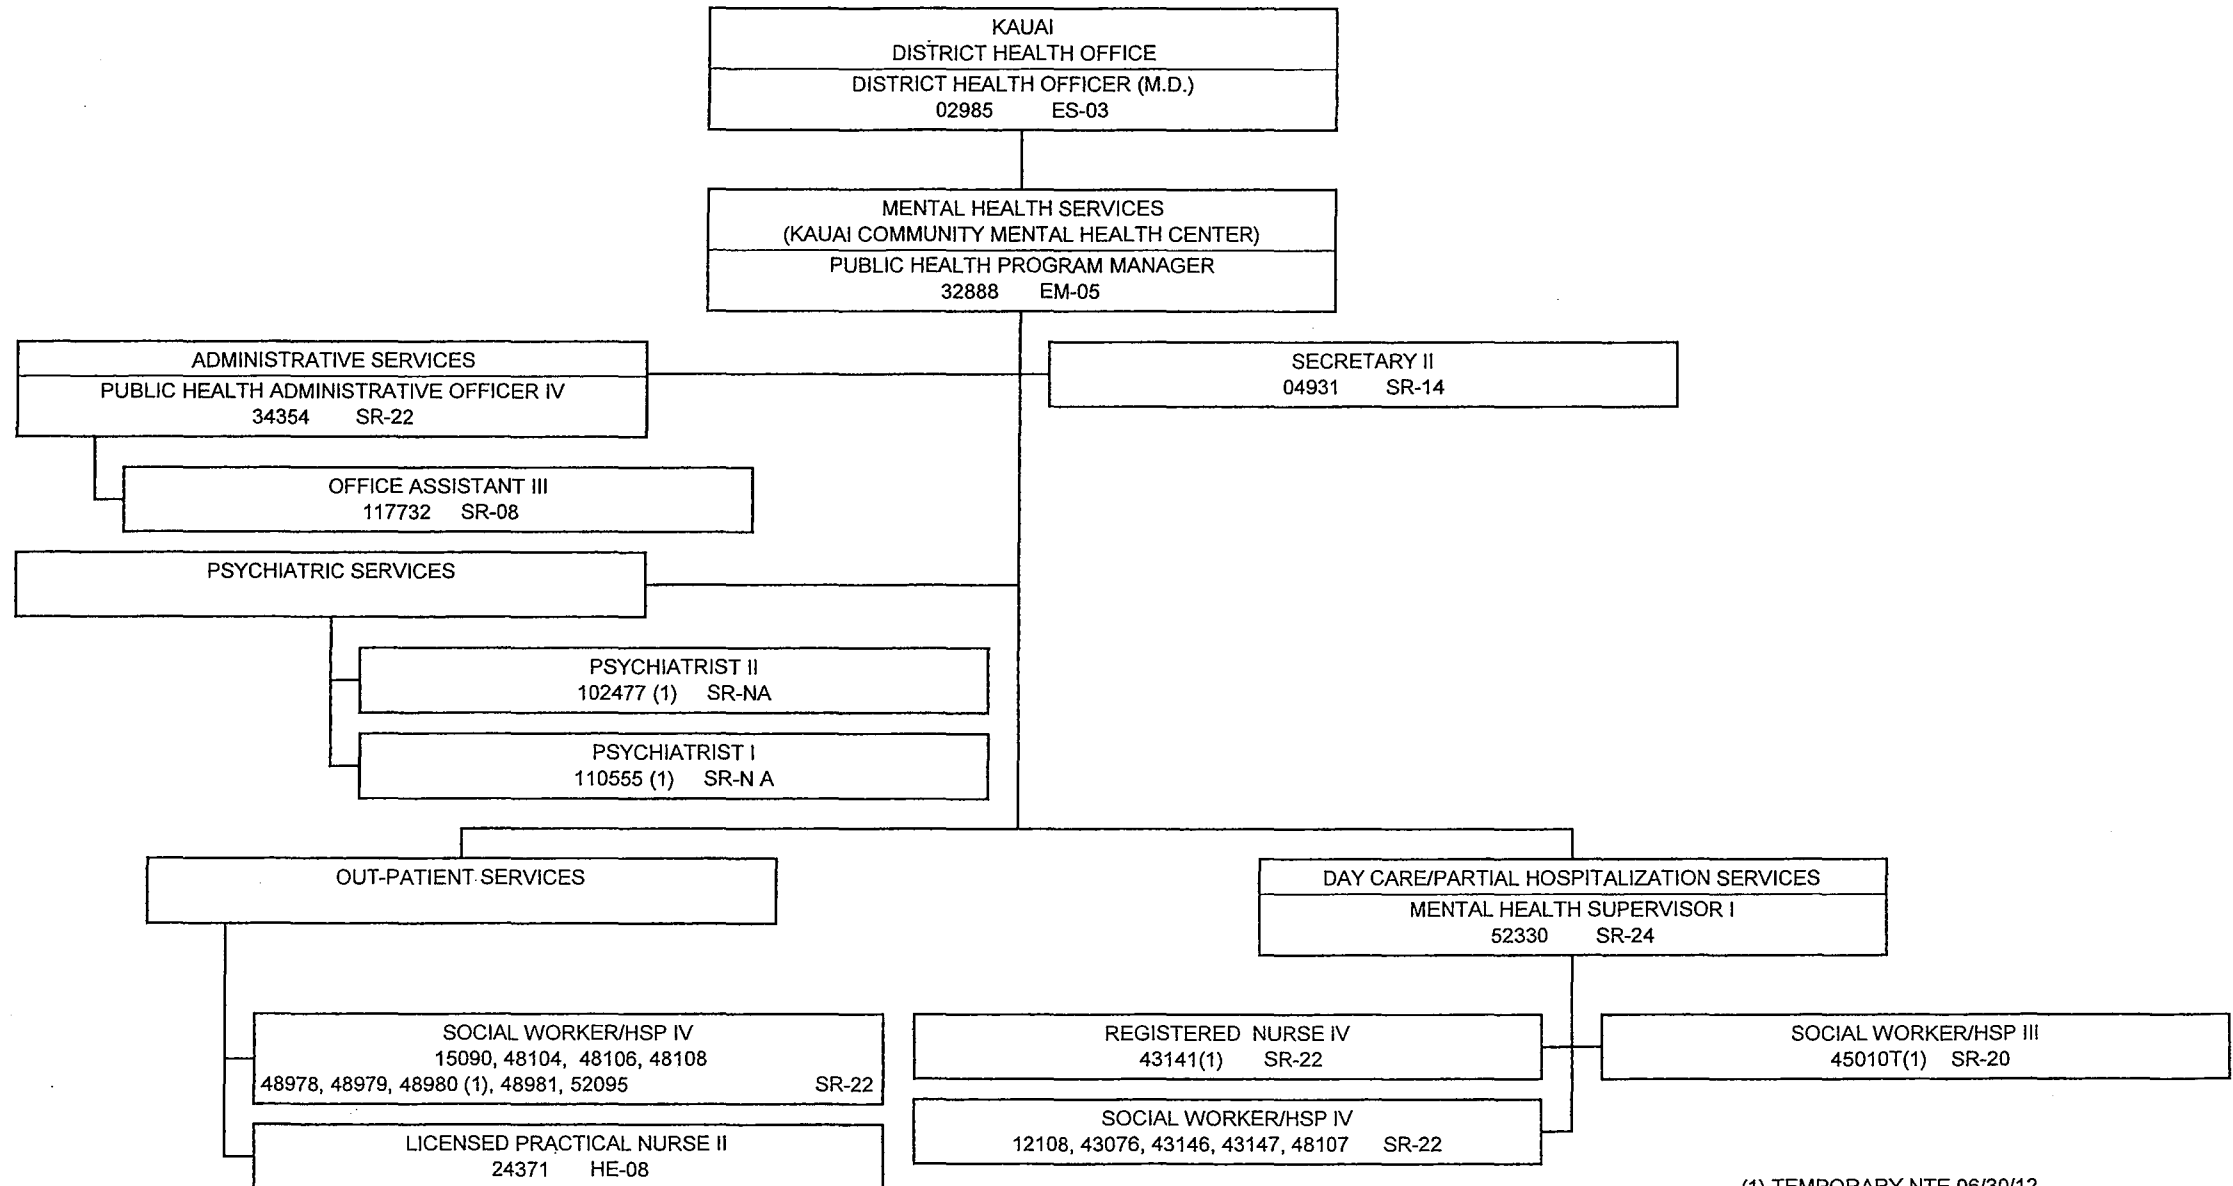 KAUAI
DISTRICT HEALTH OFFICE
DISTRICT HEALTH OFFICER (M.D.)
02985 ES-03
MENTAL HEALTH SERVICES
(KAUAI COMMUNITY MENTAL HEALTH CENTER)
PUBLIC HEALTH PROGRAM MANAGER
32888 EM-05
ADMINISTRATIVE SERVICES
PUBLIC HEALTH ADMINISTRATIVE OFFICER IV
34354 SR-22
SECRETARY II
04931 SR-14
OFFICE ASSISTANT III
117732 SR-08
PSYCHIATRIC SERVICES
PSYCHIATRIST II
102477 (1) SR-NA
PSYCHIATRIST I
110555 (1) SR-N A
OUT-PATIENT SERVICES
DAY CARE/PARTIAL HOSPITALIZATION SERVICES
MENTAL HEALTH SUPERVISOR I
52330 SR-24
SOCIAL WORKER/HSP IV
15090, 48104, 48106, 48108
48978, 48979, 48980 (1), 48981, 52095 SR-22
LICENSED PRACTICAL NURSE II
24371 HE-08
REGISTERED NURSE IV
43141(1) SR-22
SOCIAL WORKER/HSP III
45010T(1) SR-20
SOCIAL WORKER/HSP IV
12108, 43076, 43146, 43147, 48107 SR-22
(1) TEMPORARY NTE 06/30/12